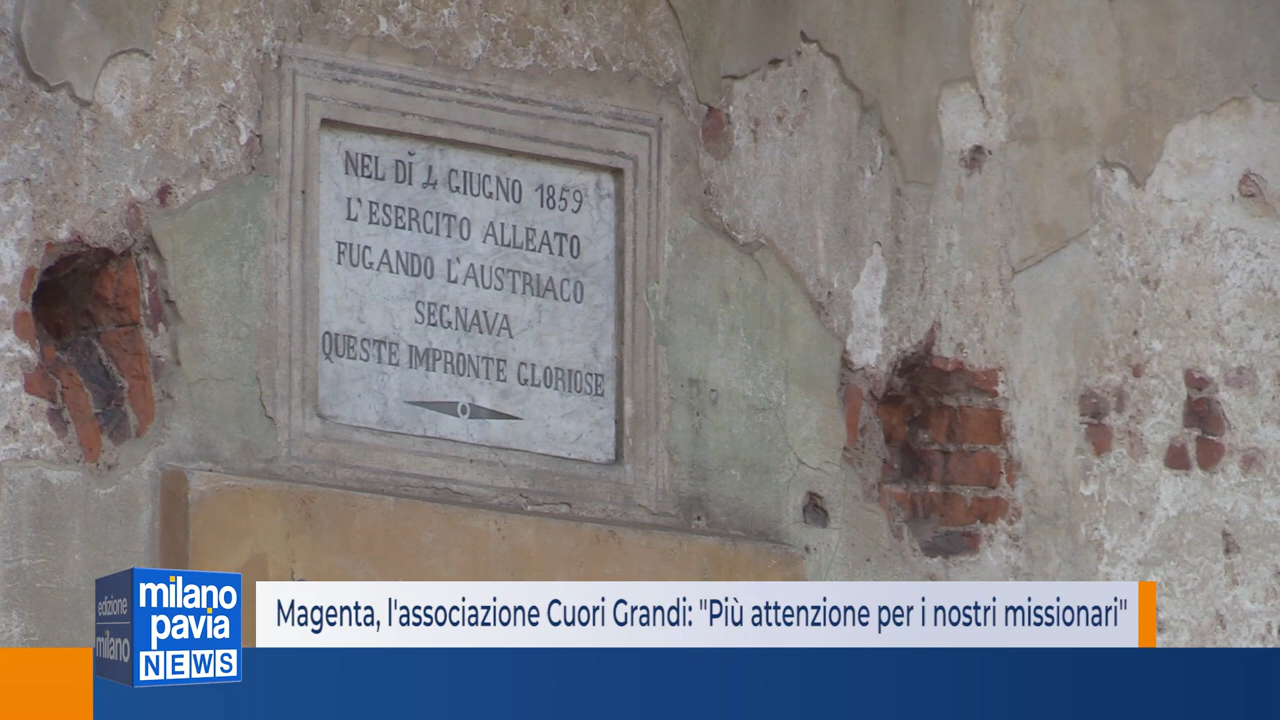 NEL DÌ 4 GIUGNO 1859
L'ESERCITO ALLEATO
FUGANDO L'AUSTRIACO
SEGNAVA
QUESTE IMPRONTE GLORIOSE
edizione
milano
milano
pavia
NEWS
Magenta, l'associazione Cuori Grandi: "Più attenzione per i nostri missionari"